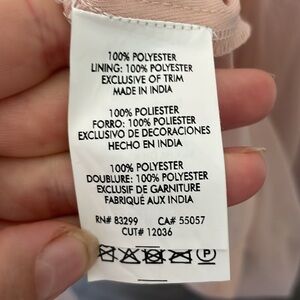 100% POLYESTER
LINING: 100% POLYESTER
EXCLUSIVE OF TRIM
MADE IN INDIA
100% POLIESTER
FORRO: 100% POLIESTER
EXCLUSIVO DE DECORACIONES
HECHO EN INDIA
100% POLYESTER
DOUBLURE: 100% POLYESTER
EXCLUSIF DE GARNITURE
FABRIQUÉ AUX INDIA
RN# 83299 CA# 55057
CUT# 12036
P